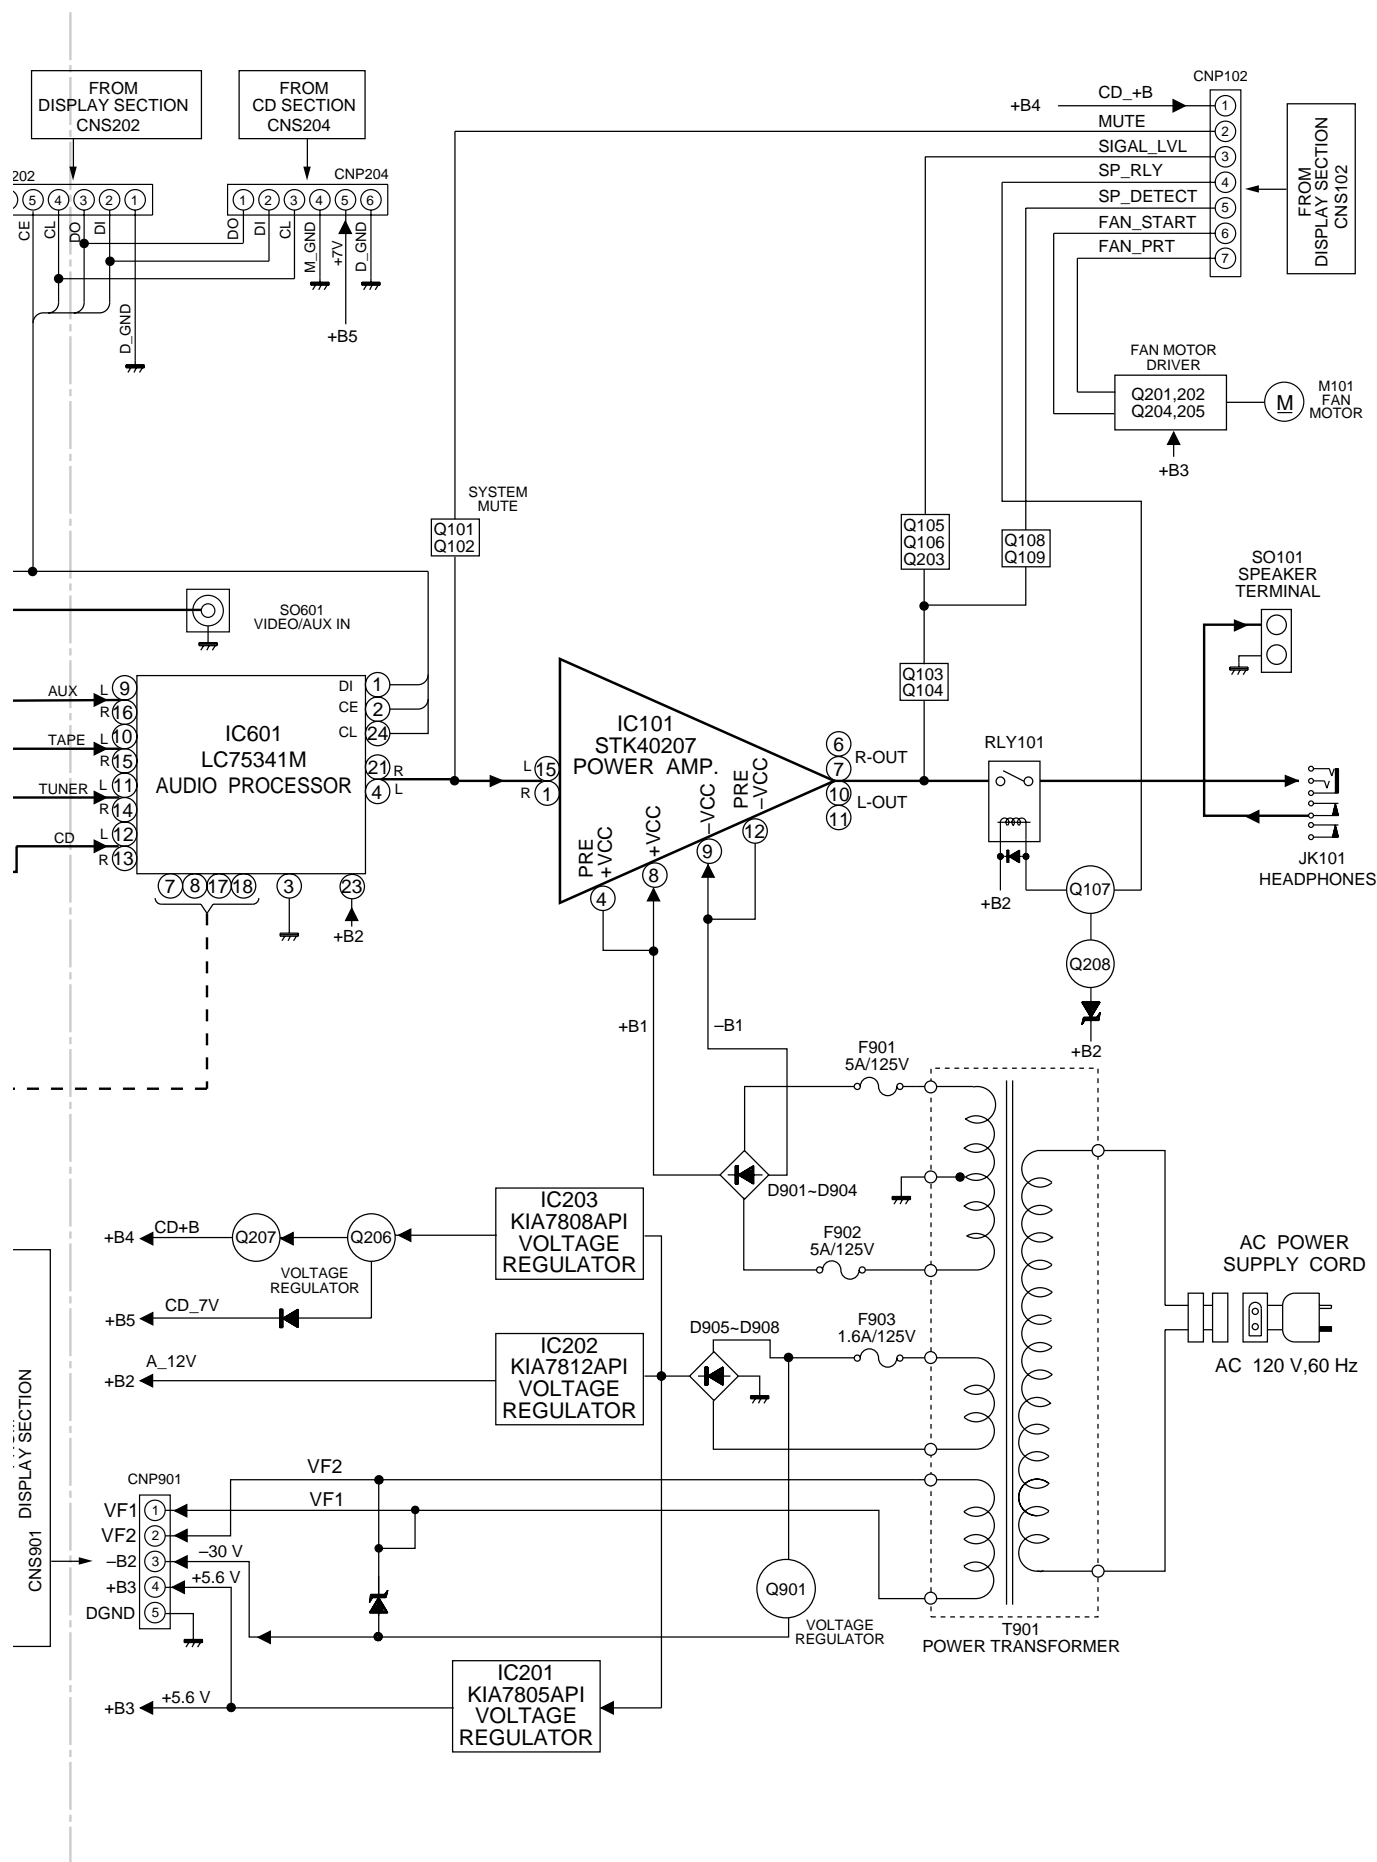 FROM
DISPLAY SECTION
CNS202
FROM
CD SECTION
CNS204
202
5
4
3
2
1
CE
CL
DO
DI
D_GND
CNP204
1
2
3
4
5
6
DO
DI
CL
M_GND
+7V
D_GND
+B5
CNP102
+B4
CD_+B
1
MUTE
2
SIGAL_LVL
3
SP_RLY
4
SP_DETECT
5
FAN_START
6
FAN_PRT
7
FROM
DISPLAY SECTION
CNS102
FAN MOTOR
DRIVER
Q201,202
Q204,205
+B3
M
M101
FAN
MOTOR
SYSTEM
MUTE
Q101
Q102
Q105
Q106
Q203
Q108
Q109
Q103
Q104
SO101
SPEAKER
TERMINAL
SO601
VIDEO/AUX IN
AUX
L
9
R
16
TAPE
L
10
R
15
TUNER
L
11
R
14
CD
L
12
R
13
IC601
LC75341M
AUDIO PROCESSOR
DI
1
CE
2
CL
24
21
R
4
L
7
8
17
18
3
23
+B2
L
15
R
1
IC101
STK40207
POWER AMP.
PRE
+VCC
4
+VCC
8
–VCC
9
PRE
–VCC
12
6
7
R-OUT
10
L-OUT
11
RLY101
+B2
Q107
Q208
+B2
JK101
HEADPHONES
+B1
–B1
F901
5A/125V
D901~D904
F902
5A/125V
F903
1.6A/125V
D905~D908
T901
POWER TRANSFORMER
AC POWER
SUPPLY CORD
AC 120 V,60 Hz
+B4
CD+B
Q207
Q206
VOLTAGE
REGULATOR
IC203
KIA7808API
VOLTAGE
REGULATOR
+B5
CD_7V
A_12V
+B2
IC202
KIA7812API
VOLTAGE
REGULATOR
DISPLAY SECTION
CNS901
CNP901
VF2
VF1
VF1
1
VF2
2
–B2
3
–30 V
+B3
4
+5.6 V
DGND
5
Q901
VOLTAGE
REGULATOR
+B3
+5.6 V
IC201
KIA7805API
VOLTAGE
REGULATOR